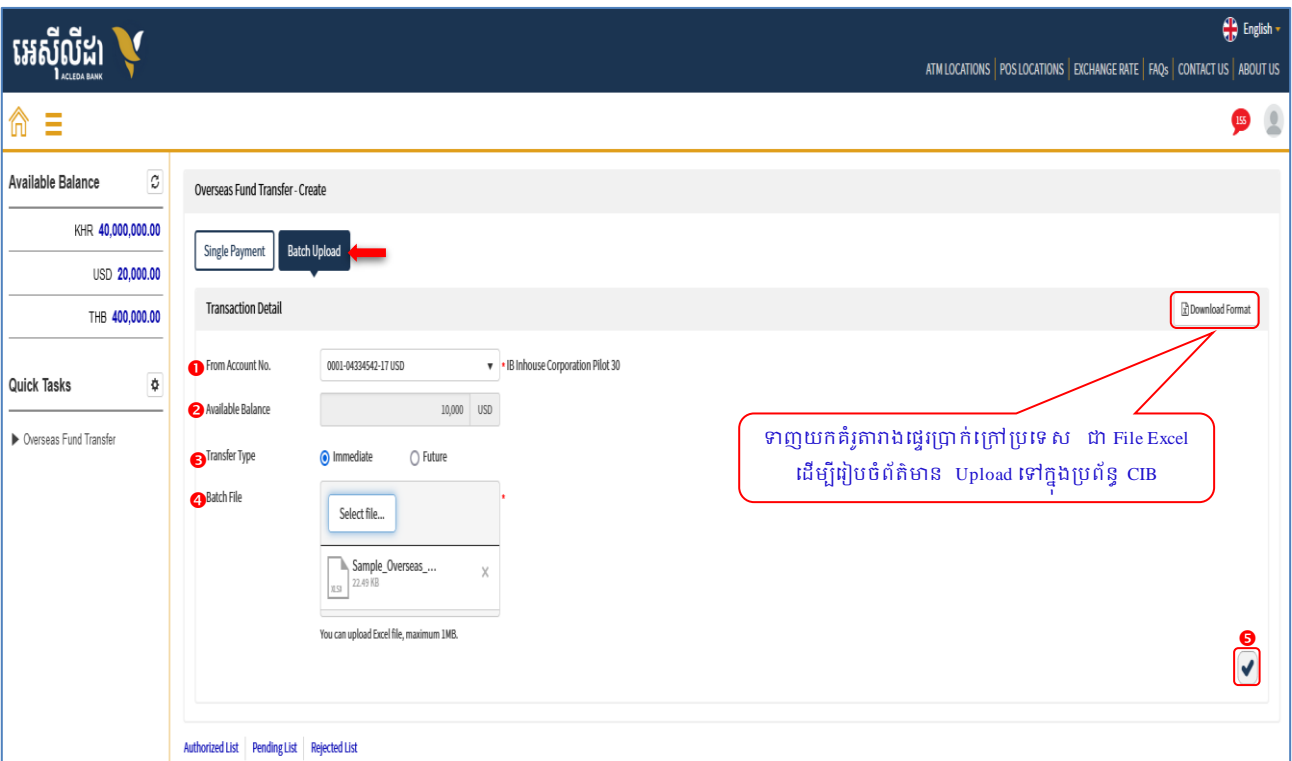 English
អេស៊ីលីដា
ACLEDA BANK
ATM LOCATIONS | POS LOCATIONS | EXCHANGE RATE | FAQs | CONTACT US | ABOUT US
155
Available Balance
KHR 40,000,000.00
USD 20,000.00
THB 400,000.00
Quick Tasks
Overseas Fund Transfer
Overseas Fund Transfer - Create
Single Payment Batch Upload
Transaction Detail
Download Format
1 From Account No. 0001-04334542-17 USD * IB Inhouse Corporation Pilot 30
2 Available Balance 10,000 USD
3 Transfer Type Immediate Future
4 Batch File *
Select file...
Sample_Overseas_...
XLSX 22.49 KB X
You can upload Excel file, maximum 1MB.
ទាញយកគំរូតារាងផ្ទេរប្រាក់ក្រៅប្រទេស ជា File Excel
ដើម្បីរៀបចំព័ត៌មាន Upload ទៅក្នុងប្រព័ន្ធ CIB
5
Authorized List | Pending List | Rejected List